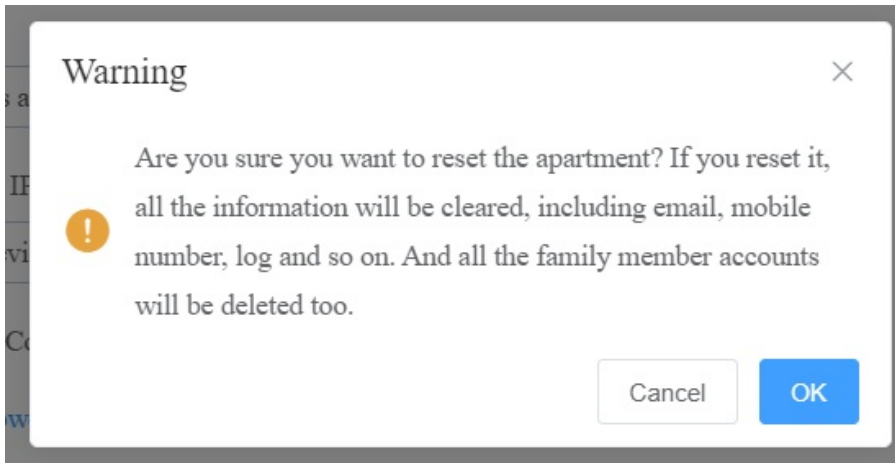 Warning
Are you sure you want to reset the apartment? If you reset it,
all the information will be cleared, including email, mobile
number, log and so on. And all the family member accounts
will be deleted too.
Cancel
OK